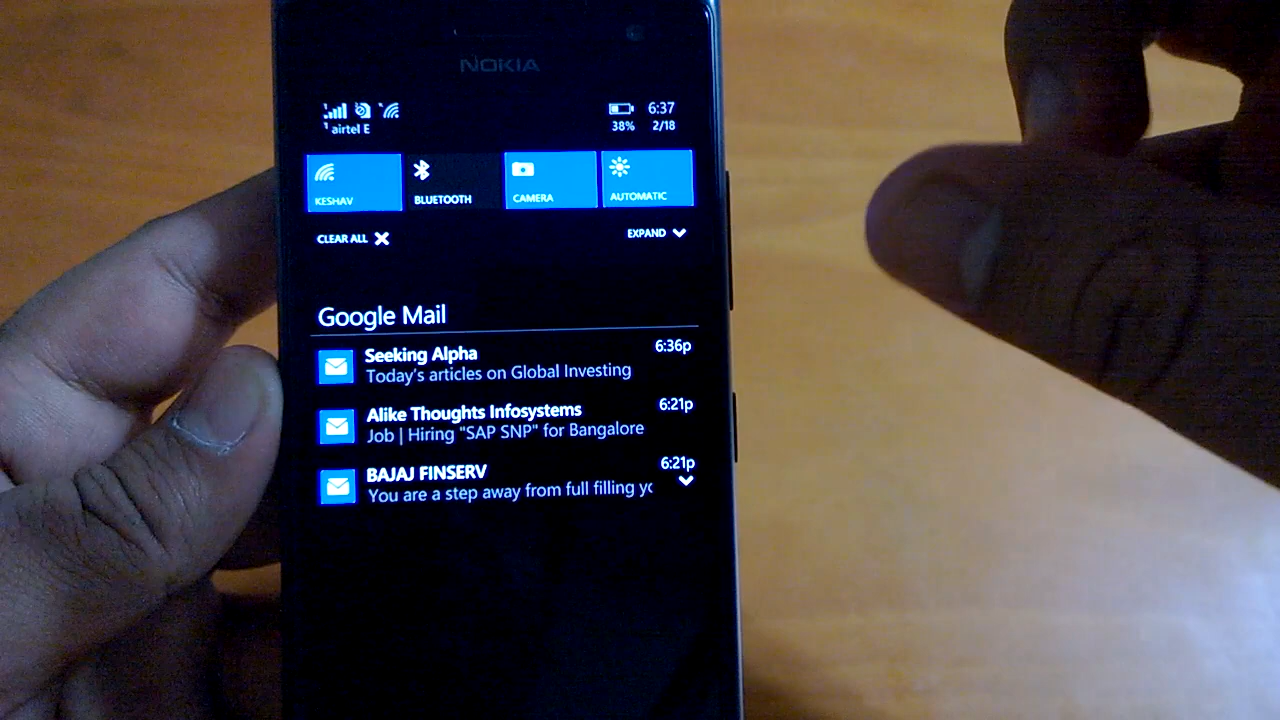 NOKIA
6:37
airtel E
38% 2/18
KESHAV BLUETOOTH CAMERA AUTOMATIC
CLEAR ALL EXPAND
Google Mail
Seeking Alpha 6:36p
Today's articles on Global Investing
Alike Thoughts Infosystems 6:21p
Job | Hiring "SAP SNP" for Bangalore
BAJAJ FINSERV 6:21p
You are a step away from full filling yo